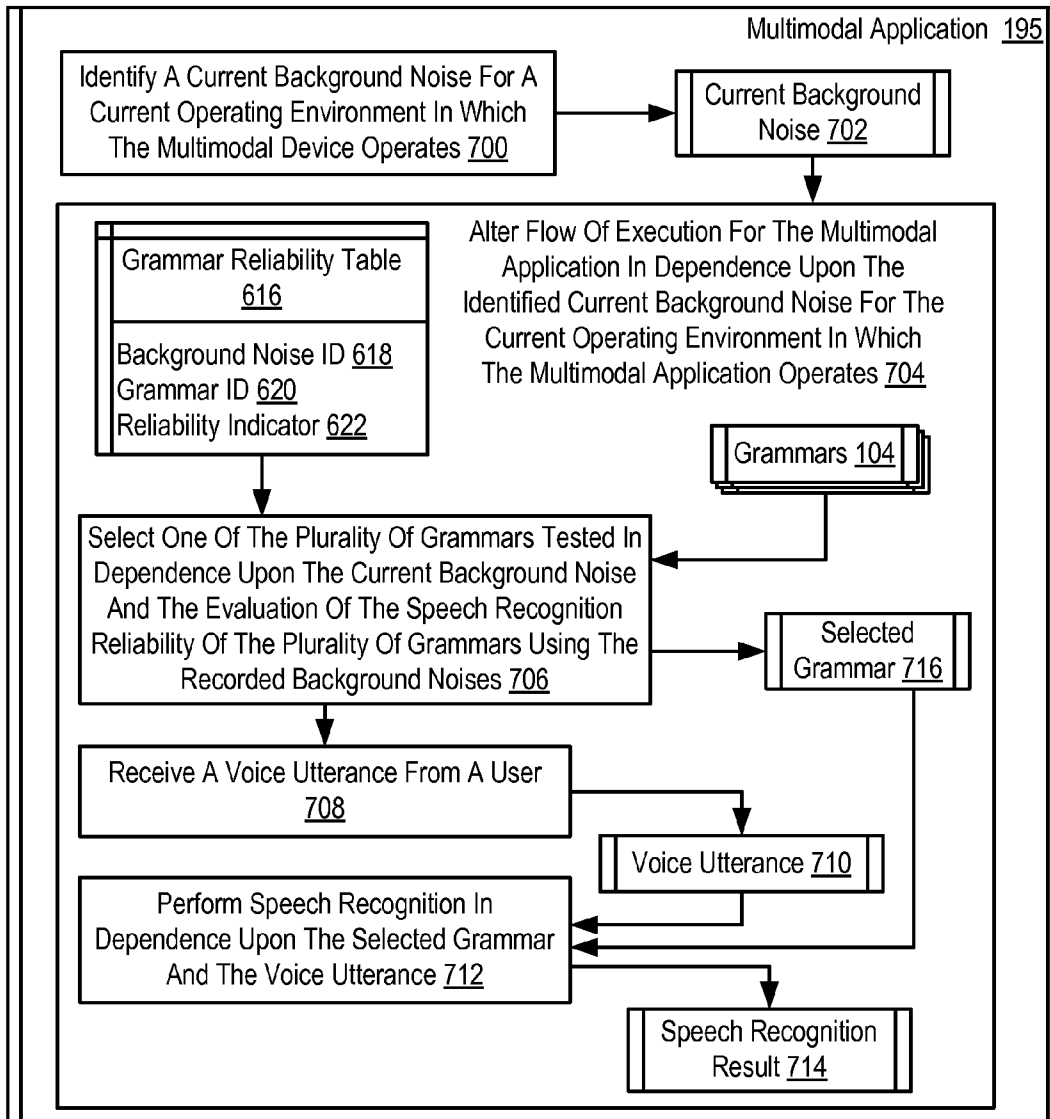 Multimodal Application 195
Identify A Current Background Noise For A
Current Operating Environment In Which
The Multimodal Device Operates 700
Current Background
Noise 702
Grammar Reliability Table
616
Background Noise ID 618
Grammar ID 620
Reliability Indicator 622
Alter Flow Of Execution For The Multimodal
Application In Dependence Upon The
Identified Current Background Noise For The
Current Operating Environment In Which
The Multimodal Application Operates 704
Grammars 104
Select One Of The Plurality Of Grammars Tested In
Dependence Upon The Current Background Noise
And The Evaluation Of The Speech Recognition
Reliability Of The Plurality Of Grammars Using The
Recorded Background Noises 706
Selected
Grammar 716
Receive A Voice Utterance From A User
708
Voice Utterance 710
Perform Speech Recognition In
Dependence Upon The Selected Grammar
And The Voice Utterance 712
Speech Recognition
Result 714